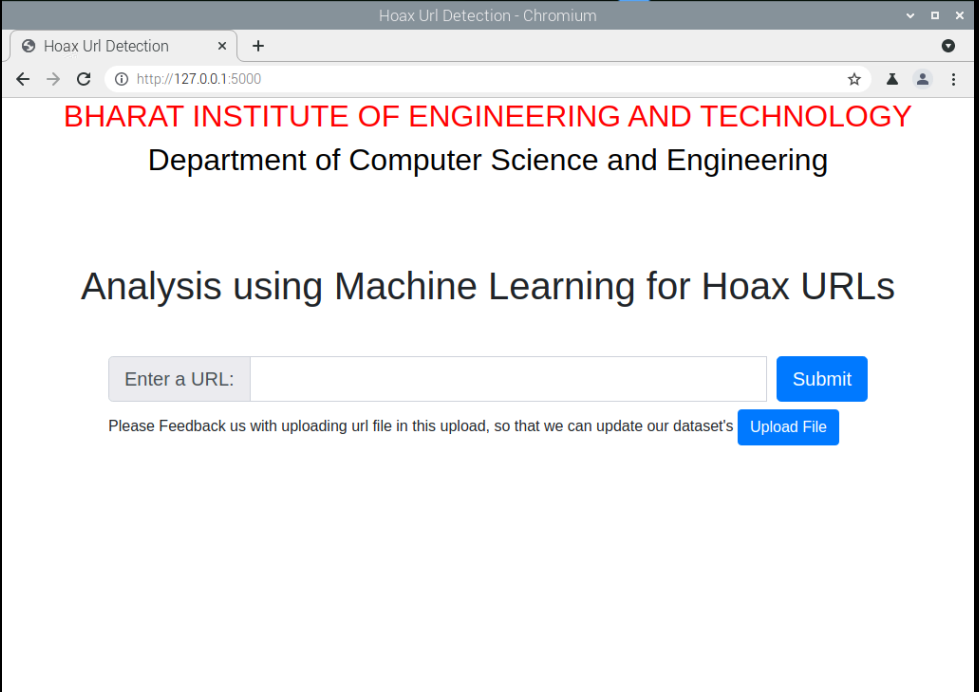 Hoax Url Detection - Chromium
Hoax Url Detection
http://127.0.0.1:5000
BHARAT INSTITUTE OF ENGINEERING AND TECHNOLOGY
Department of Computer Science and Engineering
Analysis using Machine Learning for Hoax URLs
Enter a URL: Submit
Please Feedback us with uploading url file in this upload, so that we can update our dataset's Upload File